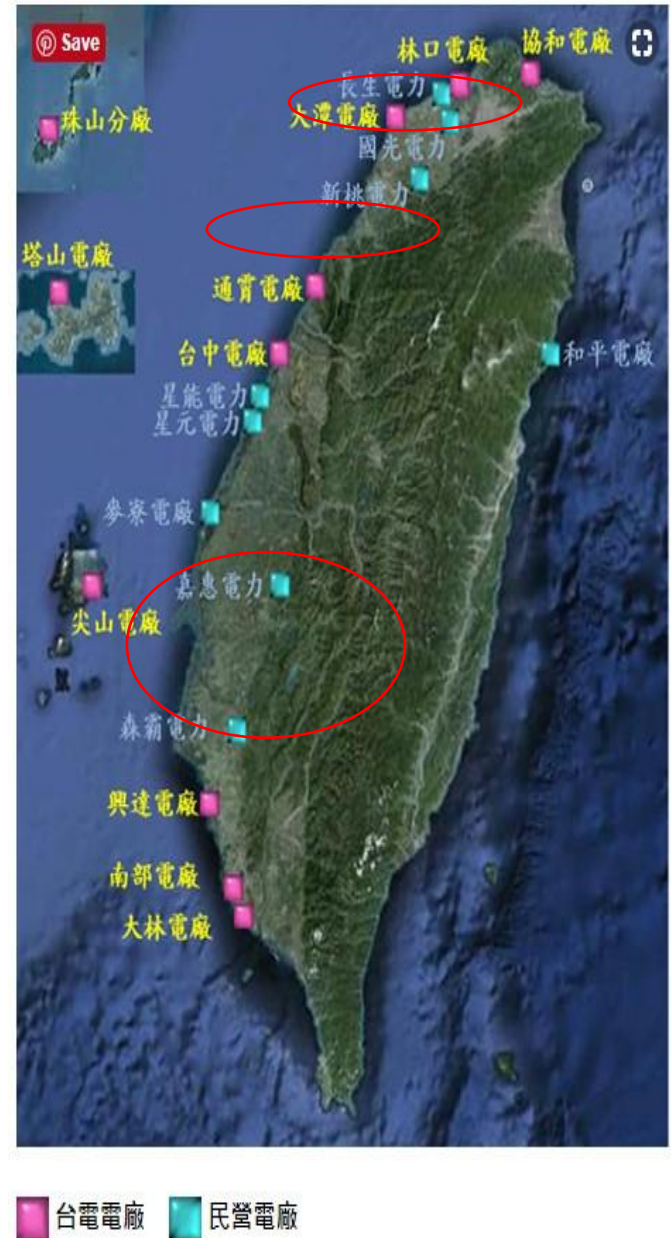 Save
林口電廠
協和電廠
長生電力
珠山分廠
大潭電廠
國光電力
新桃電力
塔山電廠
通霄電廠
台中電廠
和平電廠
星能電力
星元電力
麥寮電廠
嘉惠電力
尖山電廠
森霸電力
興達電廠
南部電廠
大林電廠
台電電廠
民營電廠